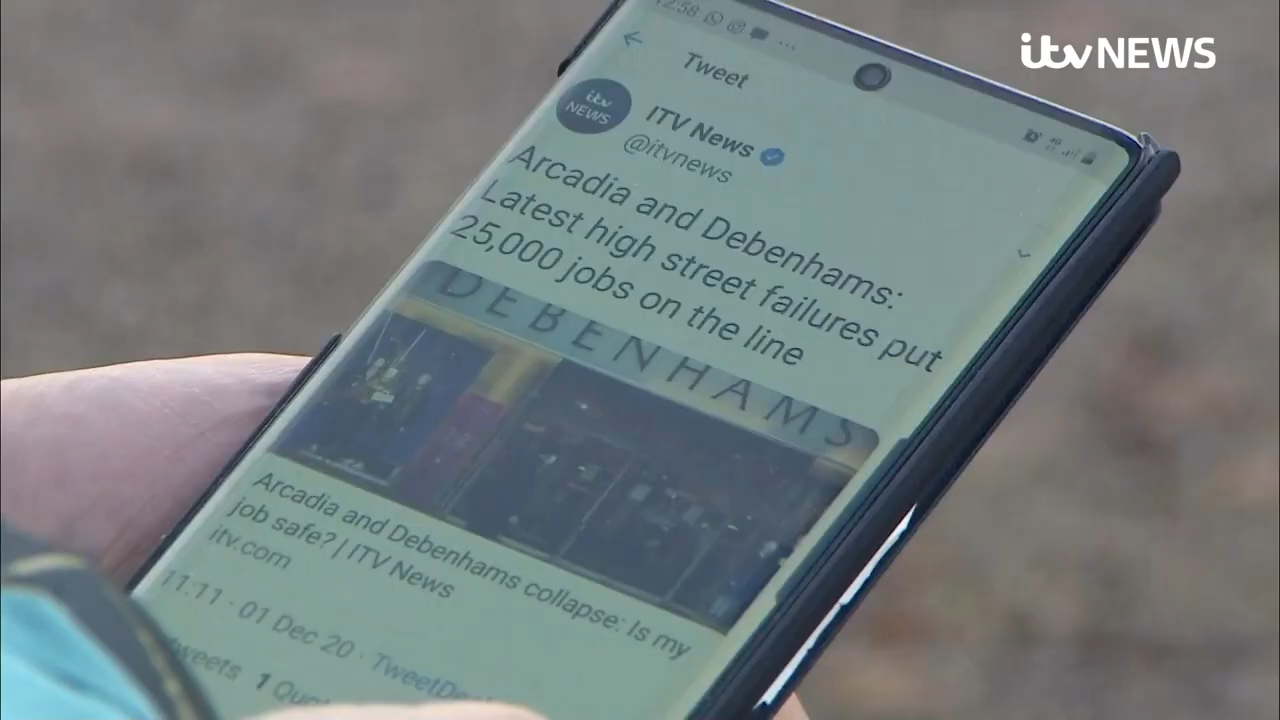 itv NEWS
12:58
Tweet
itv
NEWS
ITV News
@itvnews
Arcadia and Debenhams:
Latest high street failures put
25,000 jobs on the line
DEBENHAMS
Arcadia and Debenhams collapse: Is my
job safe? | ITV News
itv.com
11:11 · 01 Dec 20 ·
1